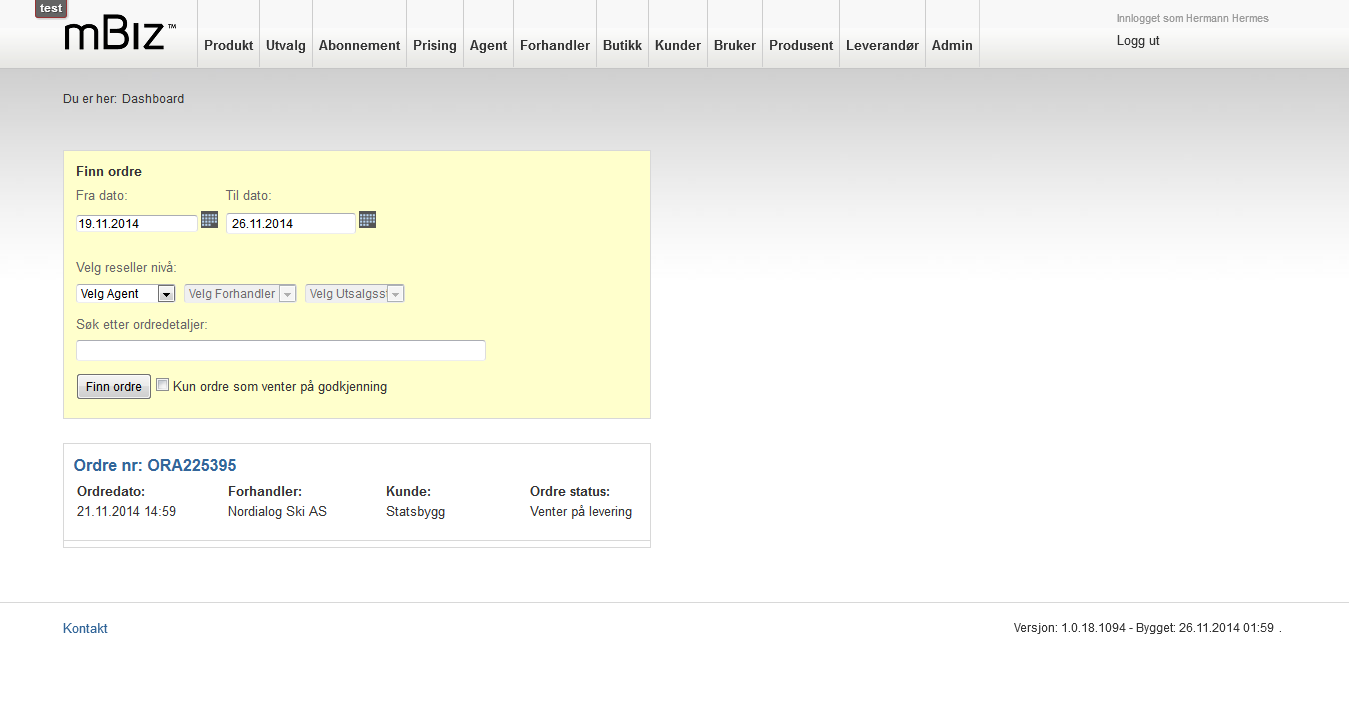 test
mBiz™
Produkt Utvalg Abonnement Prising Agent Forhandler Butikk Kunder Bruker Produsent Leverandør Admin
Innlogget som Hermann Hermes
Logg ut
Du er her: Dashboard
Finn ordre
Fra dato: Til dato:
19.11.2014 26.11.2014
Velg reseller nivå:
Velg Agent Velg Forhandler Velg Utsalgss
Søk etter ordredetaljer:
Finn ordre Kun ordre som venter på godkjenning
Ordre nr: ORA225395
Ordredato: Forhandler: Kunde: Ordre status:
21.11.2014 14:59 Nordialog Ski AS Statsbygg Venter på levering
Kontakt Versjon: 1.0.18.1094 - Bygget: 26.11.2014 01:59 .